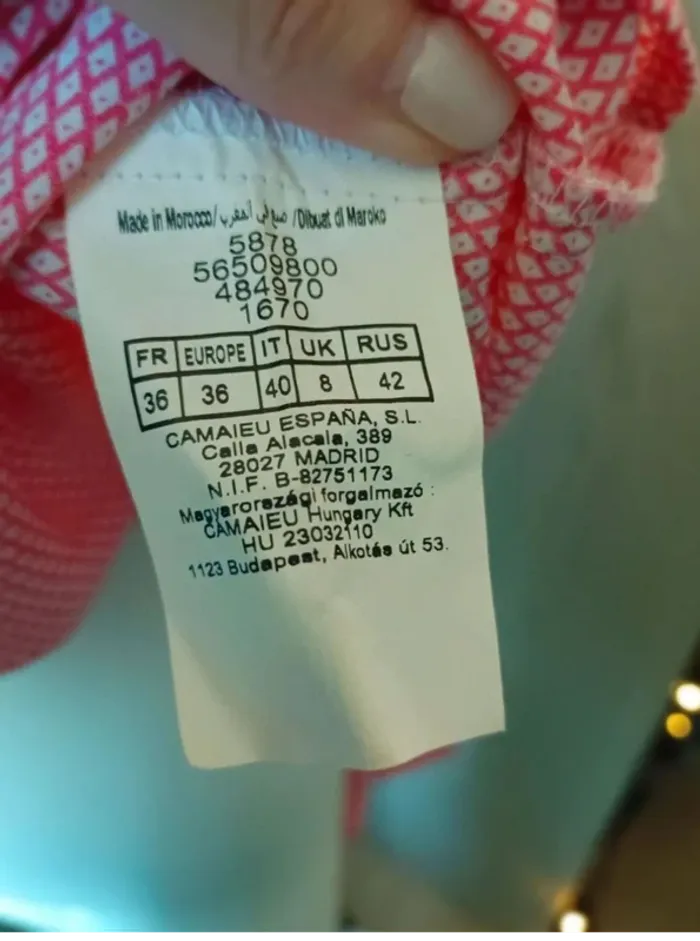 Made in Morocco/صنع في المغرب/Dibuat di Maroko
5878
56509800
484970
1670
FR EUROPE IT UK RUS
36 36 40 8 42
CAMAIEU ESPAÑA, S.L.
Calla Alacala, 389
28027 MADRID
N.I.F. B-82751173
Magyarországi forgalmazó :
CAMAIEU Hungary Kft
HU 23032110
1123 Budapest, Alkotás út 53.